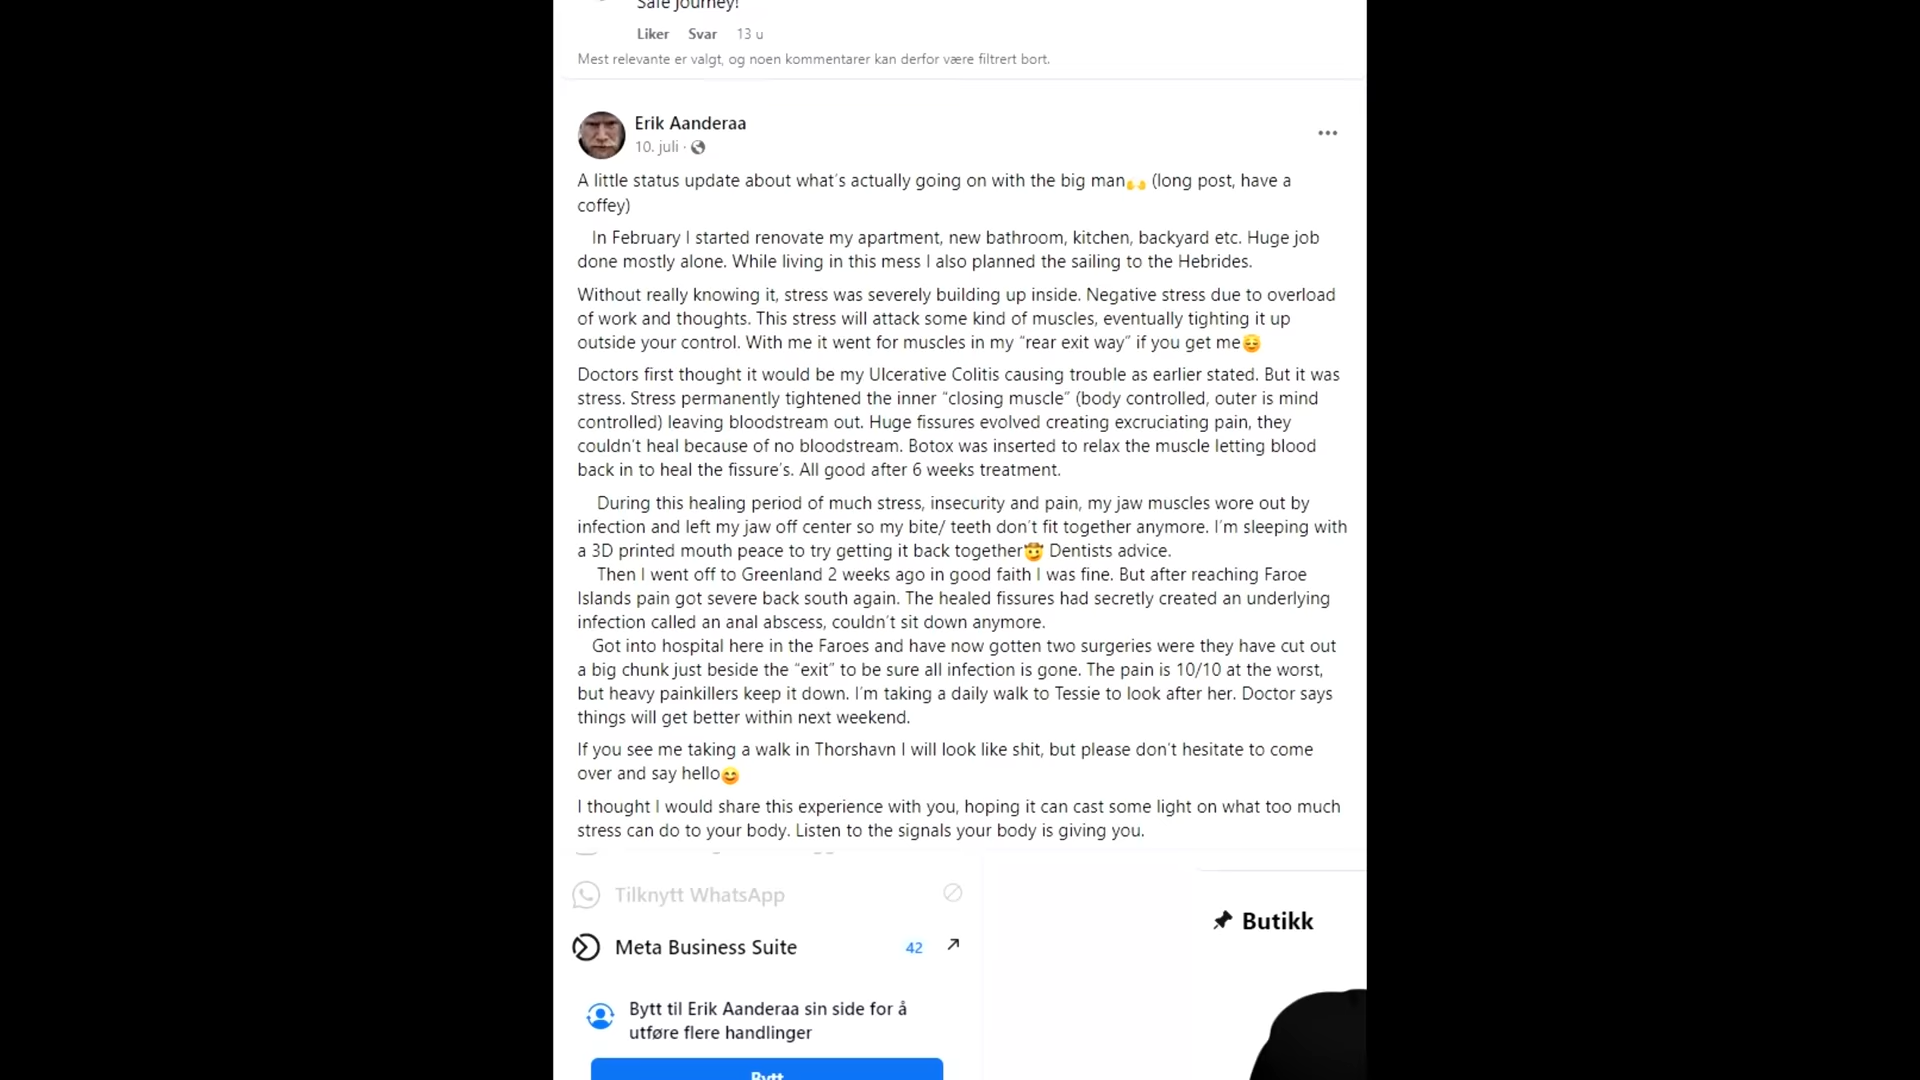 Safe Journey!
Liker Svar 13 u
Mest relevante er valgt, og noen kommentarer kan derfor være filtrert bort.
Erik Aanderaa
10. juli ·
A little status update about what's actually going on with the big man🙌 (long post, have a
coffey)
In February I started renovate my apartment, new bathroom, kitchen, backyard etc. Huge job
done mostly alone. While living in this mess I also planned the sailing to the Hebrides.
Without really knowing it, stress was severely building up inside. Negative stress due to overload
of work and thoughts. This stress will attack some kind of muscles, eventually tighting it up
outside your control. With me it went for muscles in my “rear exit way” if you get me😌
Doctors first thought it would be my Ulcerative Colitis causing trouble as earlier stated. But it was
stress. Stress permanently tightened the inner “closing muscle” (body controlled, outer is mind
controlled) leaving bloodstream out. Huge fissures evolved creating excruciating pain, they
couldn't heal because of no bloodstream. Botox was inserted to relax the muscle letting blood
back in to heal the fissure's. All good after 6 weeks treatment.
During this healing period of much stress, insecurity and pain, my jaw muscles wore out by
infection and left my jaw off center so my bite/ teeth don't fit together anymore. I'm sleeping with
a 3D printed mouth peace to try getting it back together🤠 Dentists advice.
Then I went off to Greenland 2 weeks ago in good faith I was fine. But after reaching Faroe
Islands pain got severe back south again. The healed fissures had secretly created an underlying
infection called an anal abscess, couldn't sit down anymore.
Got into hospital here in the Faroes and have now gotten two surgeries were they have cut out
a big chunk just beside the “exit” to be sure all infection is gone. The pain is 10/10 at the worst,
but heavy painkillers keep it down. I'm taking a daily walk to Tessie to look after her. Doctor says
things will get better within next weekend.
If you see me taking a walk in Thorshavn I will look like shit, but please don't hesitate to come
over and say hello😊
I thought I would share this experience with you, hoping it can cast some light on what too much
stress can do to your body. Listen to the signals your body is giving you.
Tilknytt WhatsApp
Butikk
Meta Business Suite 42
Bytt til Erik Aanderaa sin side for å
utføre flere handlinger
Bytt